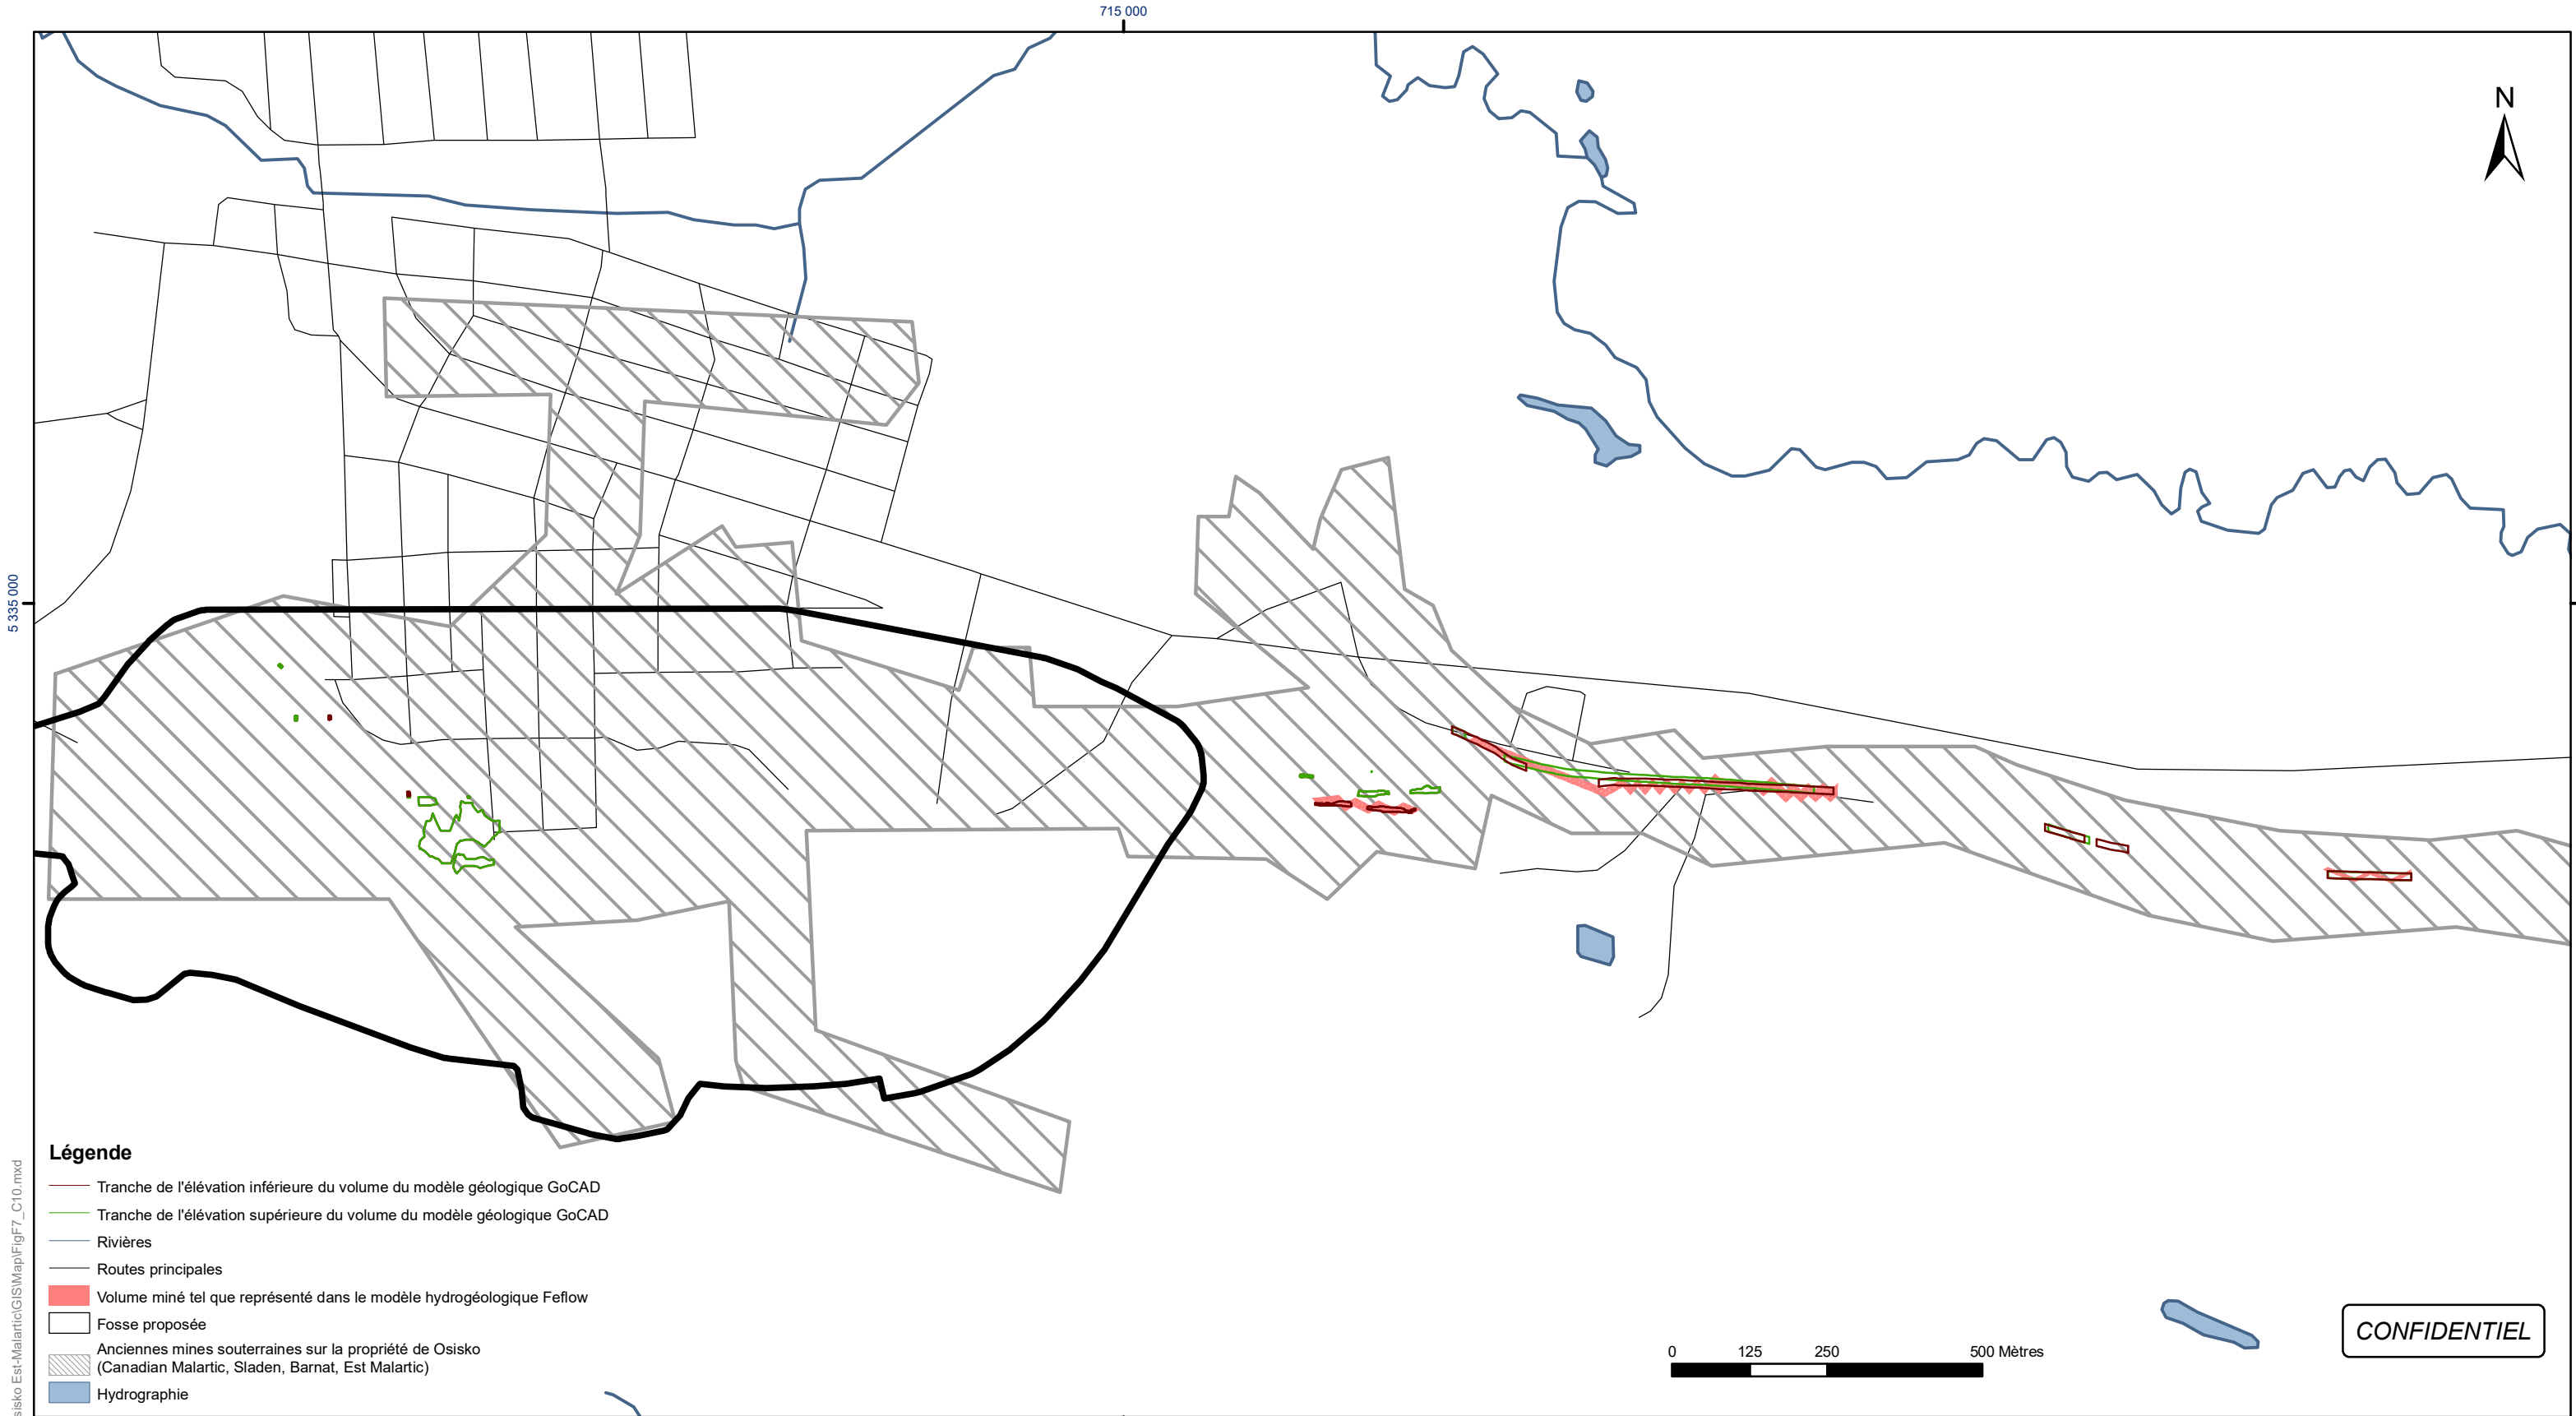 715 000
N
5 335 000
Légende
Tranche de l'élévation inférieure du volume du modèle géologique GoCAD
Tranche de l'élévation supérieure du volume du modèle géologique GoCAD
Rivières
Routes principales
Volume miné tel que représenté dans le modèle hydrogéologique Feflow
Fosse proposée
Anciennes mines souterraines sur la propriété de Osisko
(Canadian Malartic, Sladen, Barnat, Est Malartic)
Hydrographie
0 125 250 500 Mètres
CONFIDENTIEL
sisko Est-Malartic\GIS\Map\FigF7_C10.mxd